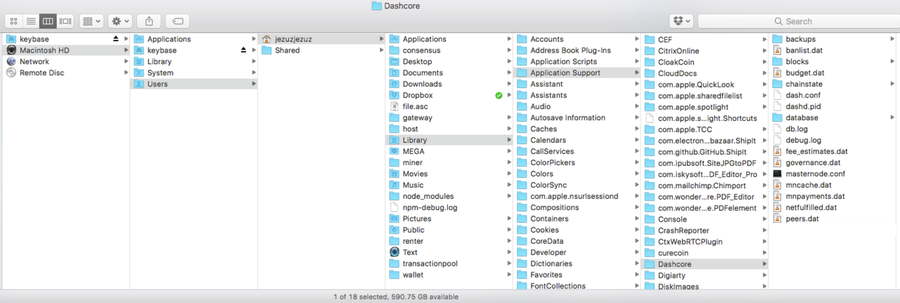 Dashcore
Search
keybase
Macintosh HD
Network
Remote Disc
Applications
keybase
Library
System
Users
jezuzjezuz
Shared
Applications
consensus
Desktop
Documents
Downloads
Dropbox
file.asc
gateway
host
Library
MEGA
miner
Movies
Music
node_modules
npm-debug.log
Pictures
Public
renter
Text
transactionpool
wallet
Accounts
Address Book Plug-Ins
Application Scripts
Application Support
Assistant
Assistants
Audio
Autosave Information
Caches
Calendars
CallServices
ColorPickers
Colors
ColorSync
com.apple.nsurlsessiond
Compositions
Containers
Cookies
CoreData
Developer
Dictionaries
Favorites
FontCollections
CEF
CitrixOnline
CloakCoin
CloudDocs
com.apple.QuickLook
com.apple.sharedfilelist
com.apple.spotlight
com.apple.s...ight.Shortcuts
com.apple.TCC
com.electron...bazaar.ShipIt
com.github.GitHub.ShipIt
com.ipubsoft.SiteJPGtoPDF
com.iskysoft...DF_Editor_Pro
com.mailchimp.Chimport
com.wonder...re.PDF_Editor
com.wonder...e.PDFelement
Console
CrashReporter
CtxWebRTCPlugin
curecoin
Dashcore
Digiarty
DiskImages
backups
banlist.dat
blocks
budget.dat
chainstate
dash.conf
dashd.pid
database
db.log
debug.log
fee_estimates.dat
governance.dat
masternode.conf
mncache.dat
mnpayments.dat
netfulfilled.dat
peers.dat
1 of 18 selected, 590.75 GB available